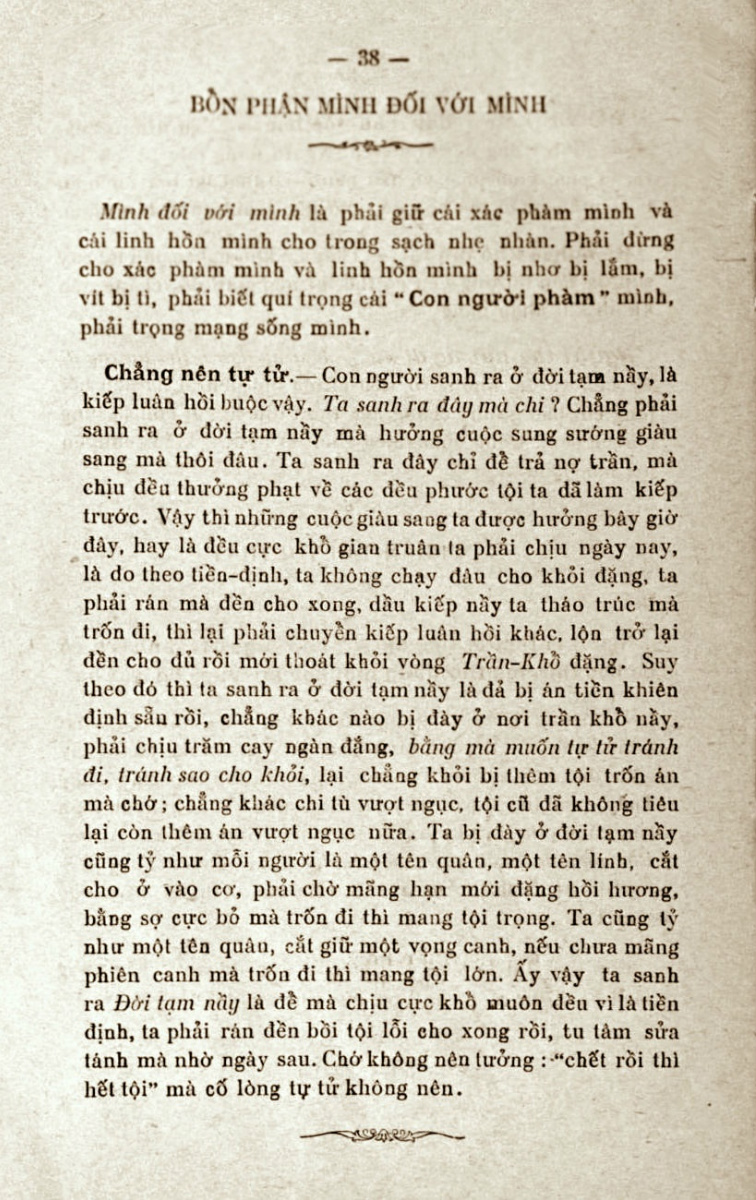 — 38 —
BỔN PHẬN MÌNH ĐỐI VỚI MÌNH
Mình đối với mình là phải giữ cái xác phàm mình và
cái linh hồn mình cho trong sạch nhẹ nhàn. Phải đừng
cho xác phàm mình và linh hồn mình bị nhơ bị lắm, bị
vít bị tì, phải biết quí trọng cái “Con người phàm” mình,
phải trọng mạng sống mình.
Chẳng nên tự tử.— Con người sanh ra ở đời tạm nầy, là
kiếp luân hồi buộc vậy. Ta sanh ra đây mà chi ? Chẳng phải
sanh ra ở đời tạm nầy mà hưởng cuộc sung sướng giàu
sang mà thôi đâu. Ta sanh ra đây chỉ để trả nợ trần, mà
chịu đều thưởng phạt về các đều phước tội ta đã làm kiếp
trước. Vậy thì những cuộc giàu sang ta được hưởng bây giờ
đây, hay là đều cực khổ gian truân ta phải chịu ngày nay,
là do theo tiền-định, ta không chạy đâu cho khỏi đặng, ta
phải rán mà đền cho xong, dầu kiếp nầy ta tháo trúc mà
trốn đi, thì lại phải chuyển kiếp luân hồi khác, lộn trở lại
đền cho đủ rồi mới thoát khỏi vòng Trần-Khổ đặng. Suy
theo đó thì ta sanh ra ở đời tạm nầy là đả bị án tiền khiên
định sẳn rồi, chẳng khác nào bị đày ở nơi trần khổ nầy,
phải chịu trăm cay ngàn đắng, bằng mà muốn tự tử tránh
đi, tránh sao cho khỏi, lại chẳng khỏi bị thêm tội trốn án
mà chớ ; chẳng khác chi tù vượt ngục, tội cũ đã không tiêu
lại còn thêm án vượt ngục nữa. Ta bị đày ở đời tạm nầy
cũng tỷ như mỗi người là một tên quân, một tên lính, cắt
cho ở vào cơ, phải chờ mãng hạn mới đặng hồi hương,
bằng sợ cực bỏ mà trốn đi thì mang tội trọng. Ta cũng tỷ
như một tên quân, cắt giữ một vọng canh, nếu chưa mãng
phiên canh mà trốn đi thì mang tội lớn. Ấy vậy ta sanh
ra Đời tạm nầy là để mà chịu cực khổ muôn đều vì là tiền
định, ta phải rán đền bồi tội lỗi cho xong rồi, tu tâm sửa
tánh mà nhờ ngày sau. Chớ không nên tưởng : “chết rồi thì
hết tội” mà cố lòng tự tử không nên.